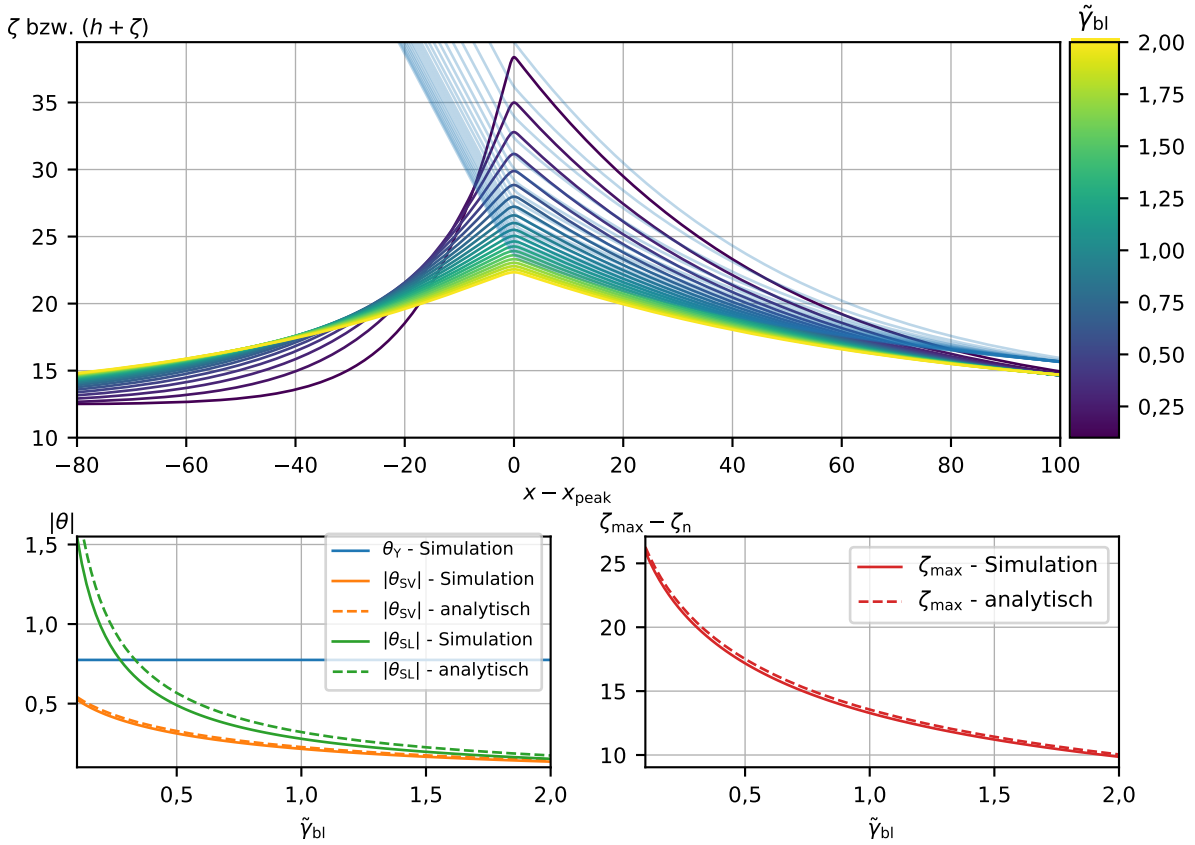 ζ bzw. (h + ζ)
γ̃bl
35
30
25
20
15
10
−80 −60 −40 −20 0 20 40 60 80 100
x − xpeak
2,00
1,75
1,50
1,25
1,00
0,75
0,50
0,25
|θ|
1,5
1,0
0,5
0,5 1,0 1,5 2,0
γ̃bl
θY - Simulation
|θSV| - Simulation
|θSV| - analytisch
|θSL| - Simulation
|θSL| - analytisch
ζmax − ζn
25
20
15
10
0,5 1,0 1,5 2,0
γ̃bl
ζmax - Simulation
ζmax - analytisch